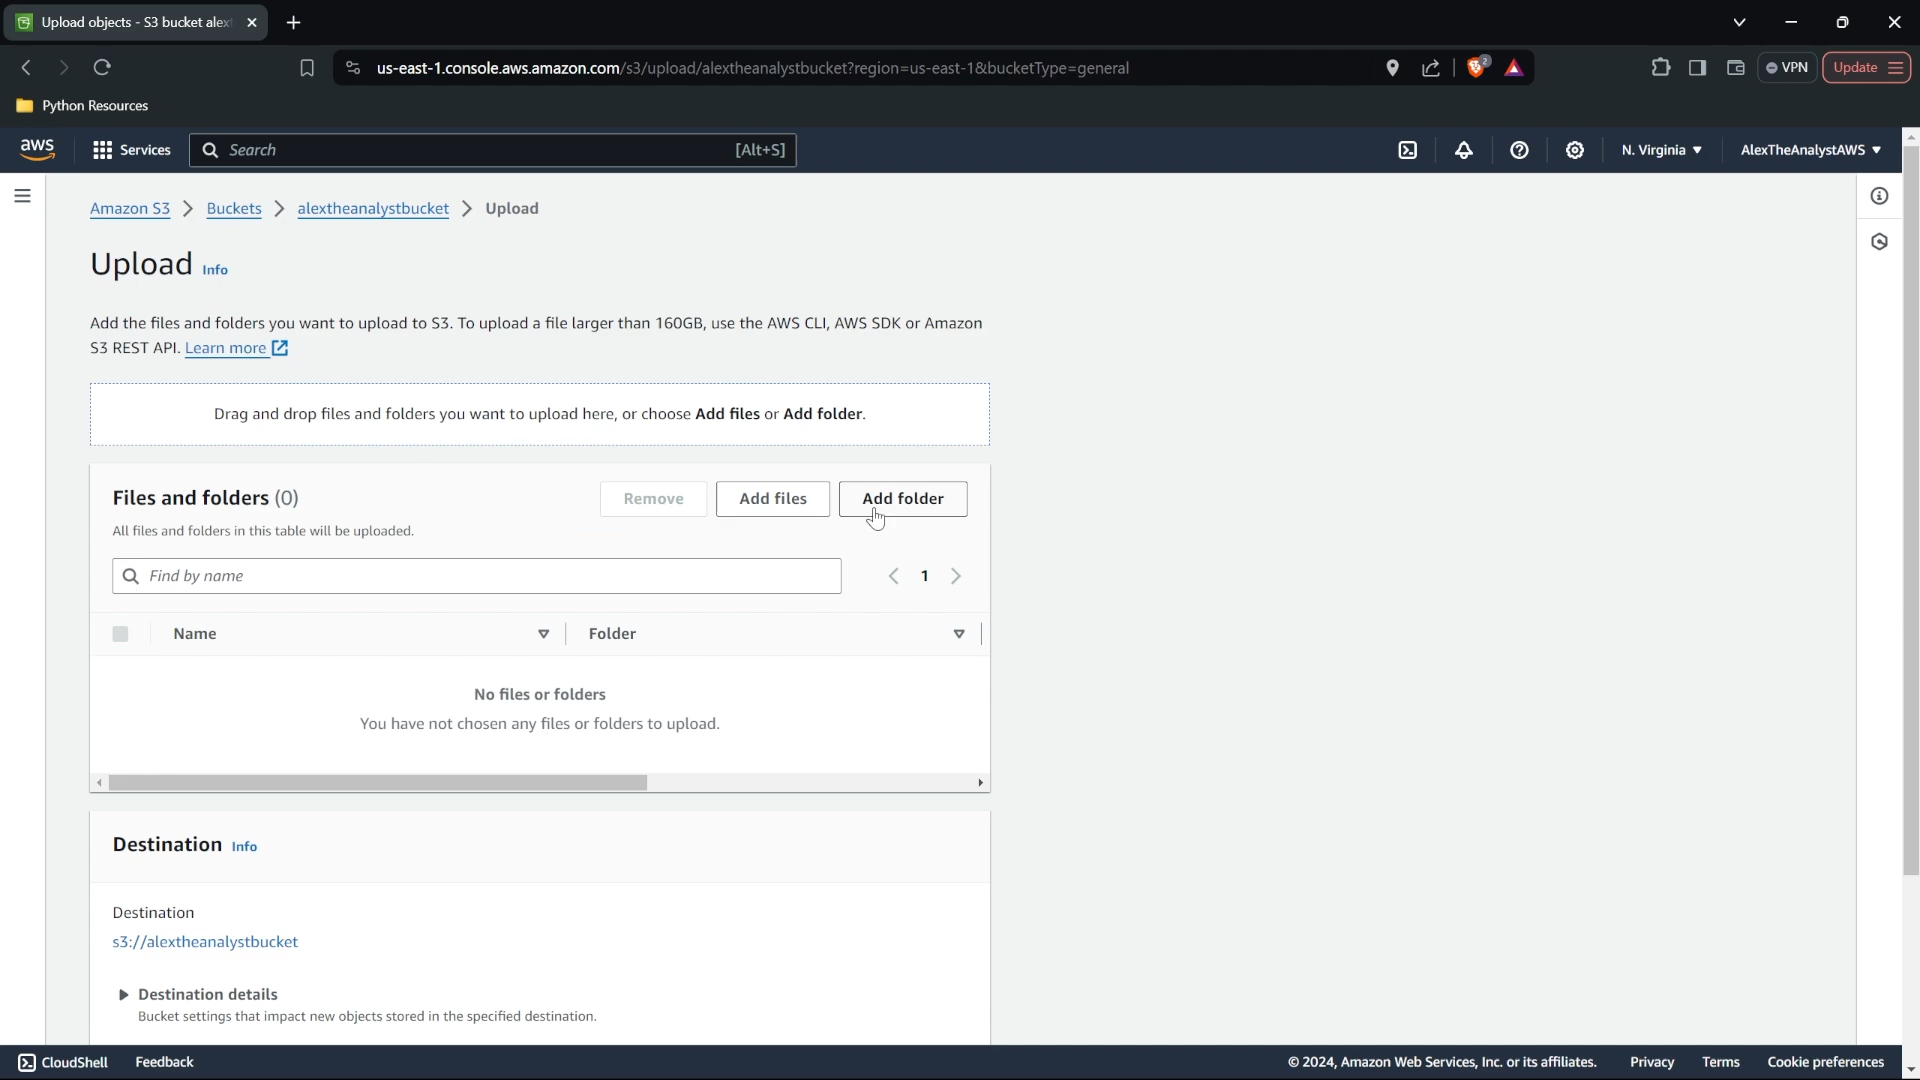 Upload objects - S3 bucket alex
us-east-1.console.aws.amazon.com/s3/upload/alextheanalystbucket?region=us-east-1&bucketType=general
2
VPN
Update
Python Resources
aws
Services
Search
[Alt+S]
N. Virginia
AlexTheAnalystAWS
Amazon S3 > Buckets > alextheanalystbucket > Upload
Upload Info
Add the files and folders you want to upload to S3. To upload a file larger than 160GB, use the AWS CLI, AWS SDK or Amazon
S3 REST API. Learn more
Drag and drop files and folders you want to upload here, or choose Add files or Add folder.
Files and folders (0)
Remove
Add files
Add folder
All files and folders in this table will be uploaded.
Find by name
1
Name
Folder
No files or folders
You have not chosen any files or folders to upload.
Destination Info
Destination
s3://alextheanalystbucket
Destination details
Bucket settings that impact new objects stored in the specified destination.
CloudShell
Feedback
© 2024, Amazon Web Services, Inc. or its affiliates.
Privacy
Terms
Cookie preferences